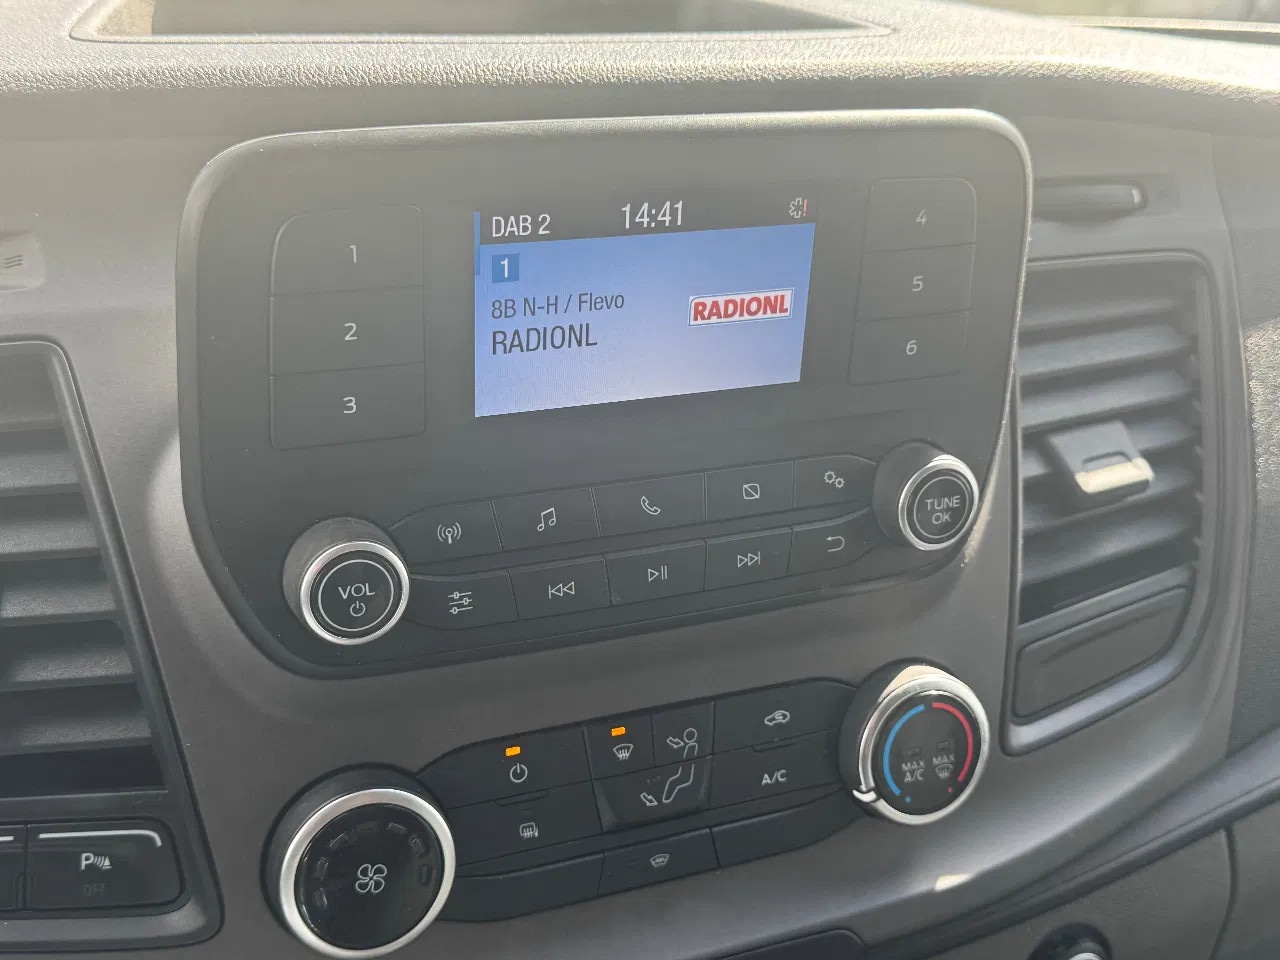 DAB 2 14:41
1
8B N-H / Flevo
RADIONL
RADIONL
1
2
3
4
5
6
VOL
TUNE
OK
A/C
MAX
A/C
MAX
P
OFF